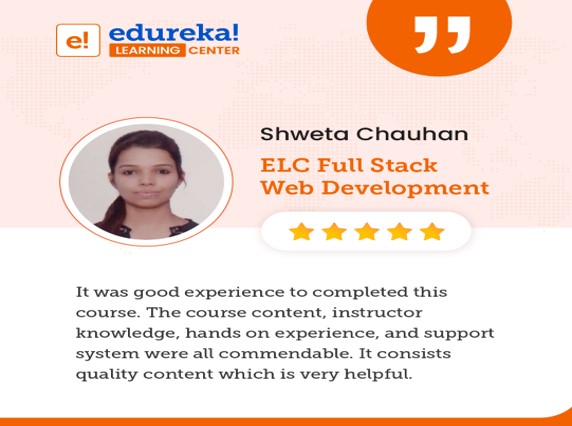 e! edureka!
LEARNING CENTER
Shweta Chauhan
ELC Full Stack
Web Development
It was good experience to completed this
course. The course content, instructor
knowledge, hands on experience, and support
system were all commendable. It consists
quality content which is very helpful.